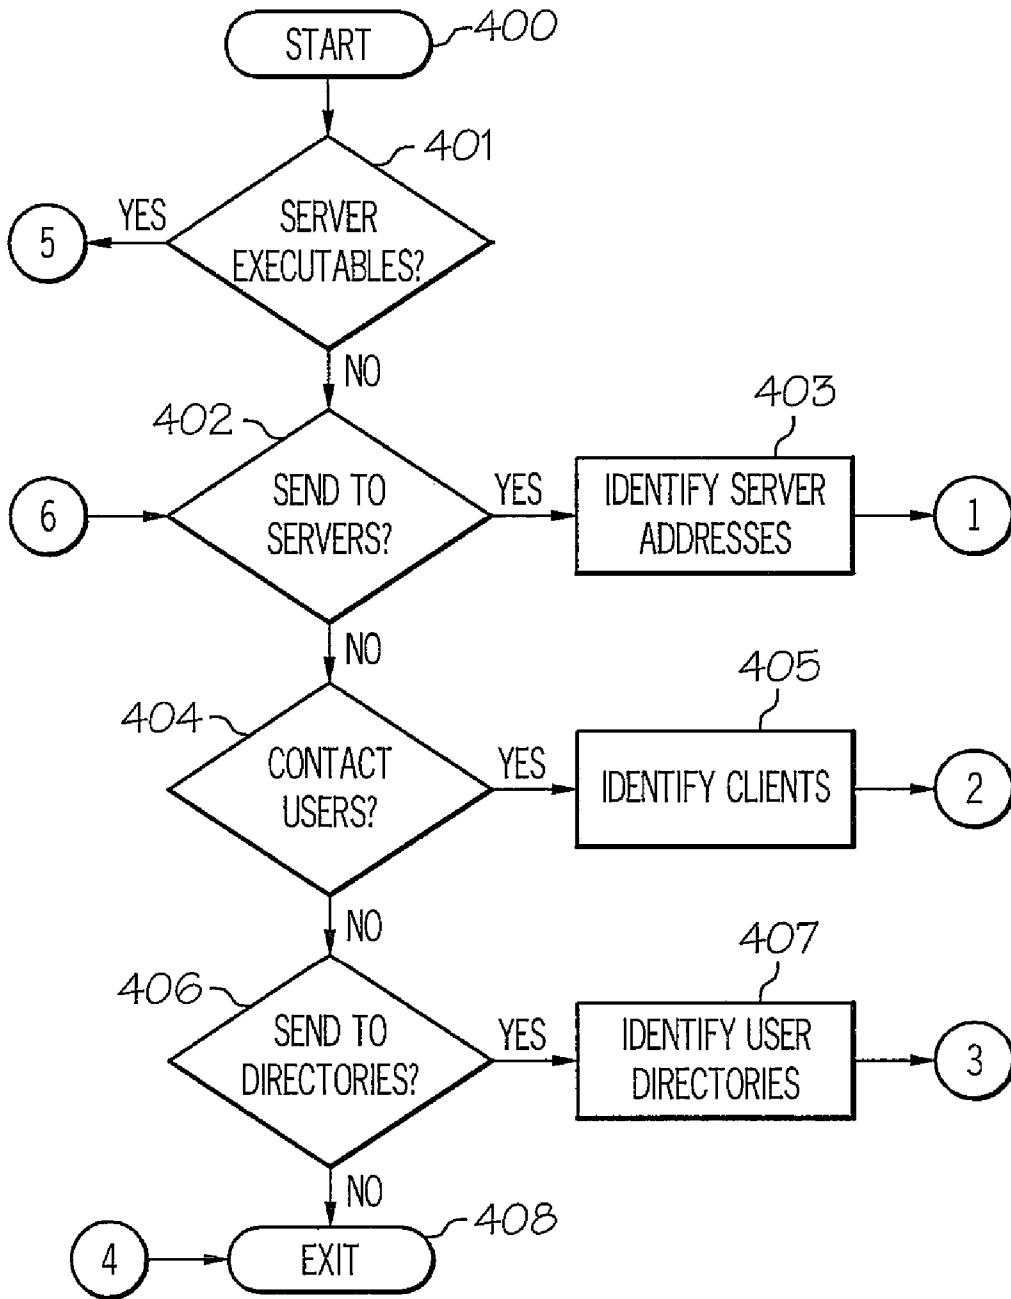 START
400
401
SERVER
EXECUTABLES?
YES
5
NO
402
403
6
SEND TO
SERVERS?
YES
IDENTIFY SERVER
ADDRESSES
1
NO
404
405
CONTACT
USERS?
YES
IDENTIFY CLIENTS
2
NO
406
407
SEND TO
DIRECTORIES?
YES
IDENTIFY USER
DIRECTORIES
3
NO
4
EXIT
408